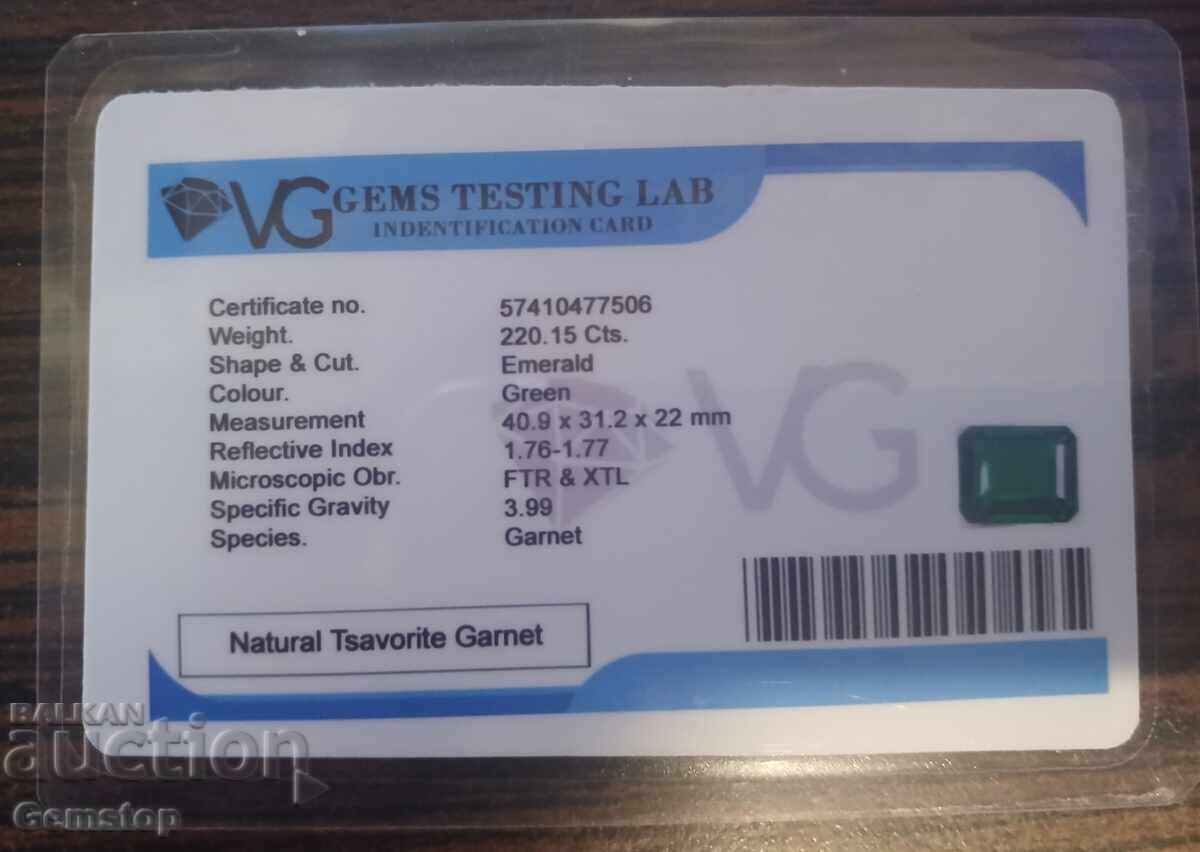 VG GEMS TESTING LAB
INDENTIFICATION CARD
Certificate no. 57410477506
Weight. 220.15 Cts.
Shape & Cut. Emerald
Colour. Green
Measurement 40.9 x 31.2 x 22 mm
Reflective Index 1.76-1.77
Microscopic Obr. FTR & XTL
Specific Gravity 3.99
Species. Garnet
VG
Natural Tsavorite Garnet
BALKAN
auction
Gemstop